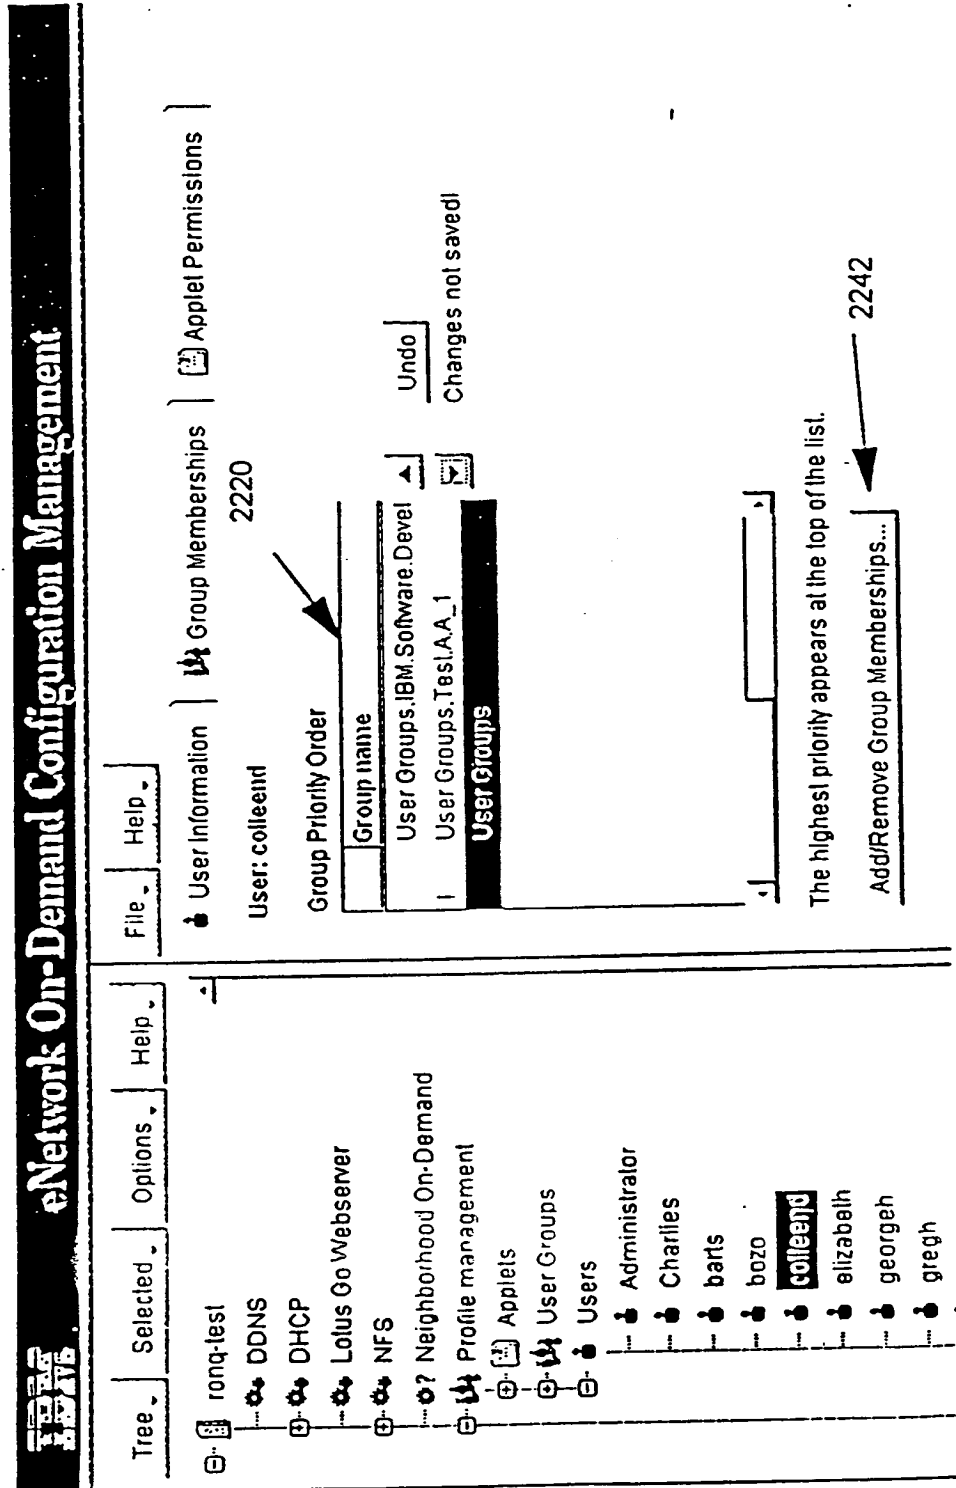 IBM
eNetwork On-Demand Configuration Management
Tree Selected Options Help
ronq-test
DDNS
DHCP
Lotus Go Webserver
NFS
? Neighborhood On-Demand
Profile management
Applets
User Groups
Users
Administrator
Charlies
barts
bozo
colleend
elizabeth
georgeh
gregh
File Help
User Information Group Memberships Applet Permissions
User: colleend
2220
Group Priority Order
Group name
User Groups.IBM.Software.Devel
User Groups.Test.A.A_1
User Groups
Undo
Changes not saved!
The highest priority appears at the top of the list.
Add/Remove Group Memberships...
2242